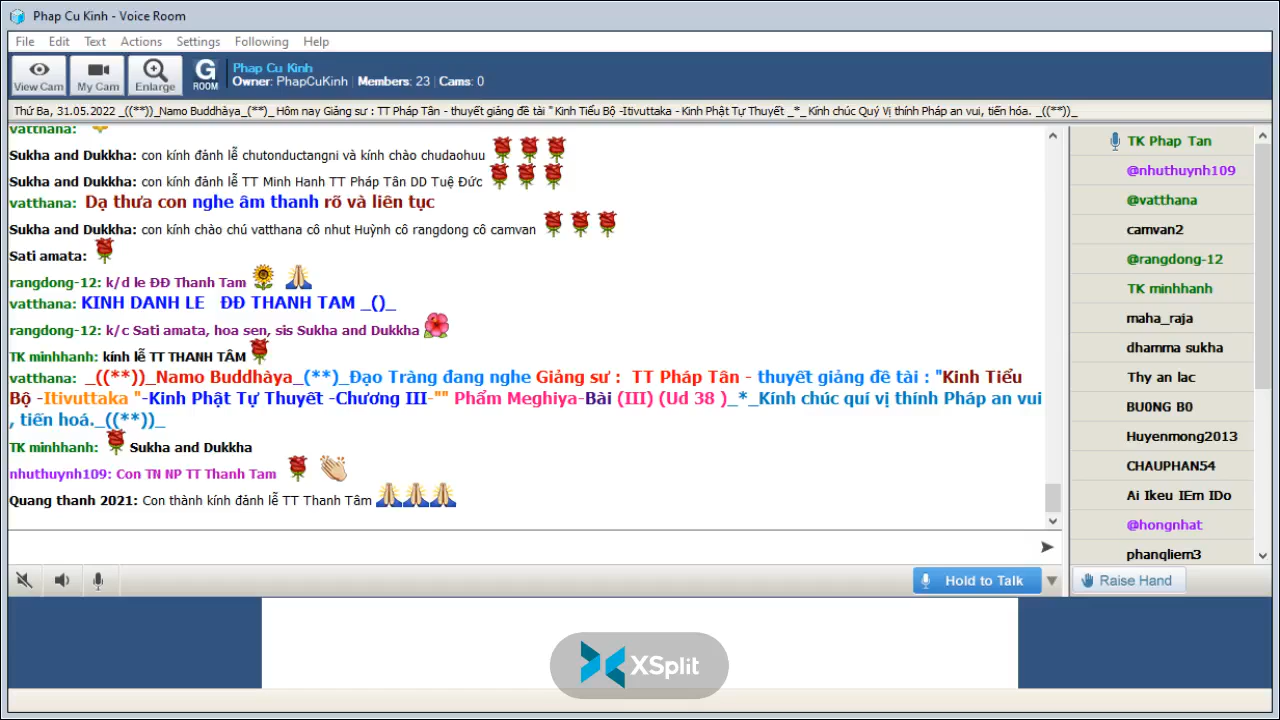 Phap Cu Kinh - Voice Room
File Edit Text Actions Settings Following Help
View Cam My Cam Enlarge G ROOM
Phap Cu Kinh
Owner: PhapCuKinh | Members: 23 | Cams: 0
Thứ Ba, 31.05.2022 _((**))_Namo Buddhàya_(**)_ Hôm nay Giảng sư : TT Pháp Tân - thuyết giảng đề tài " Kinh Tiểu Bộ -Itivuttaka - Kinh Phật Tự Thuyết _*_ Kính chúc Quý Vị thính Pháp an vui, tiến hóa. _((**))_
vatthana:
Sukha and Dukkha: con kính đảnh lễ chutonductangni và kính chào chudaohuu
Sukha and Dukkha: con kính đảnh lễ TT Minh Hanh TT Pháp Tân DD Tuệ Đức
vatthana: Dạ thưa con nghe âm thanh rõ và liên tục
Sukha and Dukkha: con kính chào chú vatthana cô nhut Huỳnh cô rangdong cô camvan
Sati amata:
rangdong-12: k/d le ĐĐ Thanh Tam
vatthana: KINH DANH LE ĐĐ THANH TAM _()_
rangdong-12: k/c Sati amata, hoa sen, sis Sukha and Dukkha
TK minhhanh: kính lễ TT THANH TÂM
vatthana: _((**))_Namo Buddhàya_(**)_Đạo Tràng đang nghe Giảng sư : TT Pháp Tân - thuyết giảng đề tài : "Kinh Tiểu
Bộ -Itivuttaka "-Kinh Phật Tự Thuyết -Chương III-"" Phẩm Meghiya-Bài (III) (Ud 38 )_*_Kính chúc quí vị thính Pháp an vui
, tiến hoá._((**))_
TK minhhanh: Sukha and Dukkha
nhuthuynh109: Con TN NP TT Thanh Tam
Quang thanh 2021: Con thành kính đảnh lễ TT Thanh Tâm
TK Phap Tan
@nhuthuynh109
@vatthana
camvan2
@rangdong-12
TK minhhanh
maha_raja
dhamma sukha
Thy an lac
BU0NG B0
Huyenmong2013
CHAUPHAN54
Ai Ikeu IEm IDo
@hongnhat
phangliem3
Hold to Talk
Raise Hand
XSplit